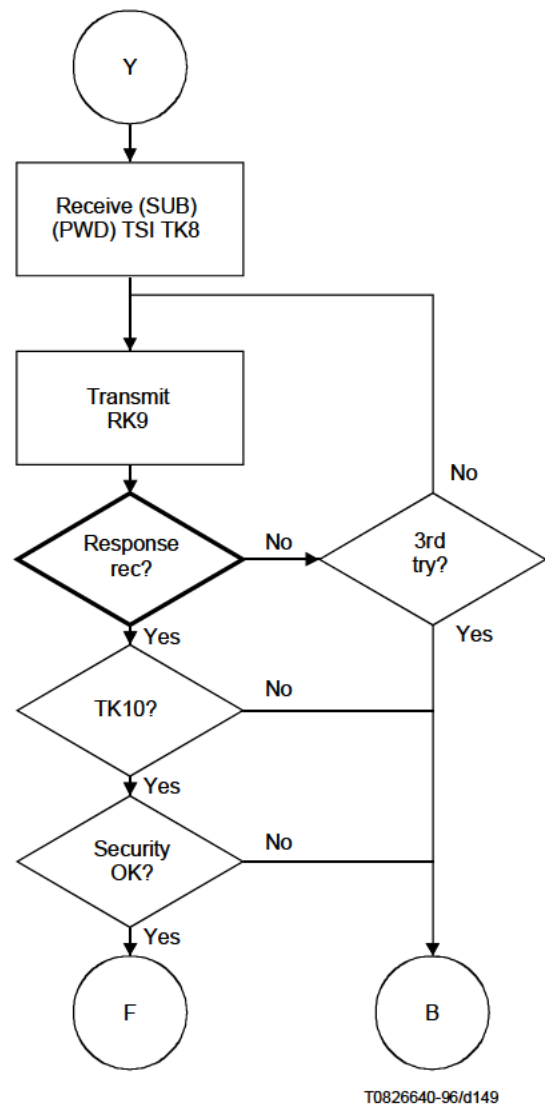 Y
Receive (SUB)
(PWD) TSI TK8
Transmit
RK9
No
Response
rec?
No
3rd
try?
Yes
Yes
TK10?
No
Yes
Security
OK?
No
Yes
F
B
T0826640-96/d149